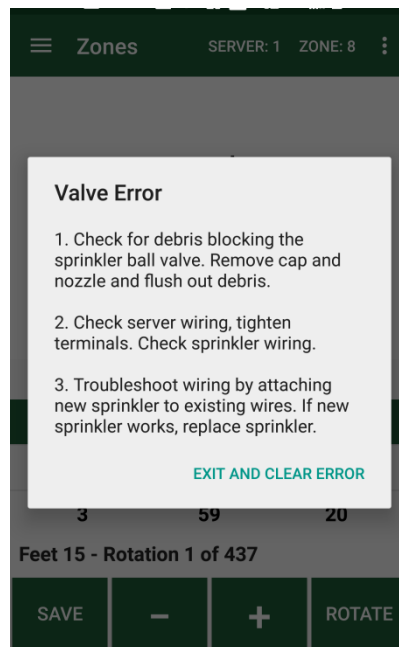 Zones SERVER: 1 ZONE: 8
Valve Error
1. Check for debris blocking the
sprinkler ball valve. Remove cap and
nozzle and flush out debris.
2. Check server wiring, tighten
terminals. Check sprinkler wiring.
3. Troubleshoot wiring by attaching
new sprinkler to existing wires. If new
sprinkler works, replace sprinkler.
EXIT AND CLEAR ERROR
3 59 20
Feet 15 - Rotation 1 of 437
SAVE − + ROTATE